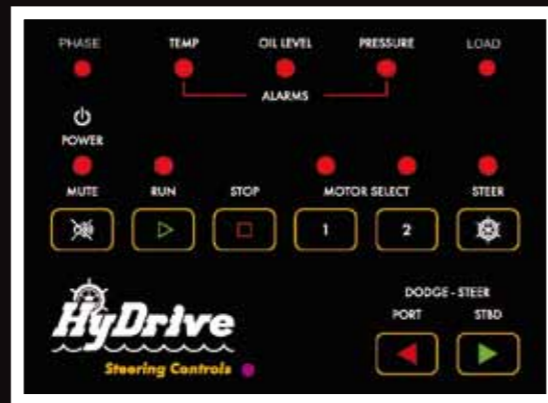 PHASE TEMP OIL LEVEL PRESSURE LOAD
ALARMS
POWER
MUTE RUN STOP MOTOR SELECT STEER
1 2
HyDrive
Steering Controls
DODGE - STEER
PORT STBD